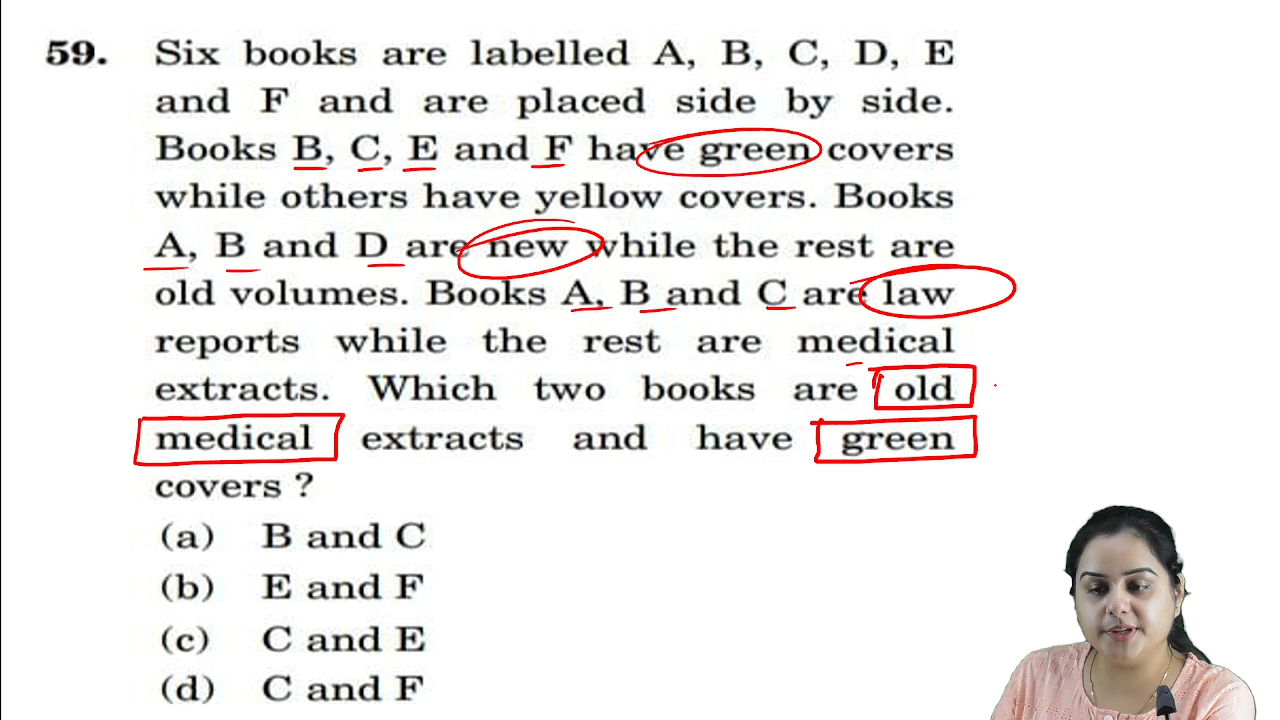 59. Six books are labelled A, B, C, D, E
and F and are placed side by side.
Books B, C, E and F have green covers
while others have yellow covers. Books
A, B and D are new while the rest are
old volumes. Books A, B and C are law
reports while the rest are medical
extracts. Which two books are old
medical extracts and have green
covers ?
(a) B and C
(b) E and F
(c) C and E
(d) C and F